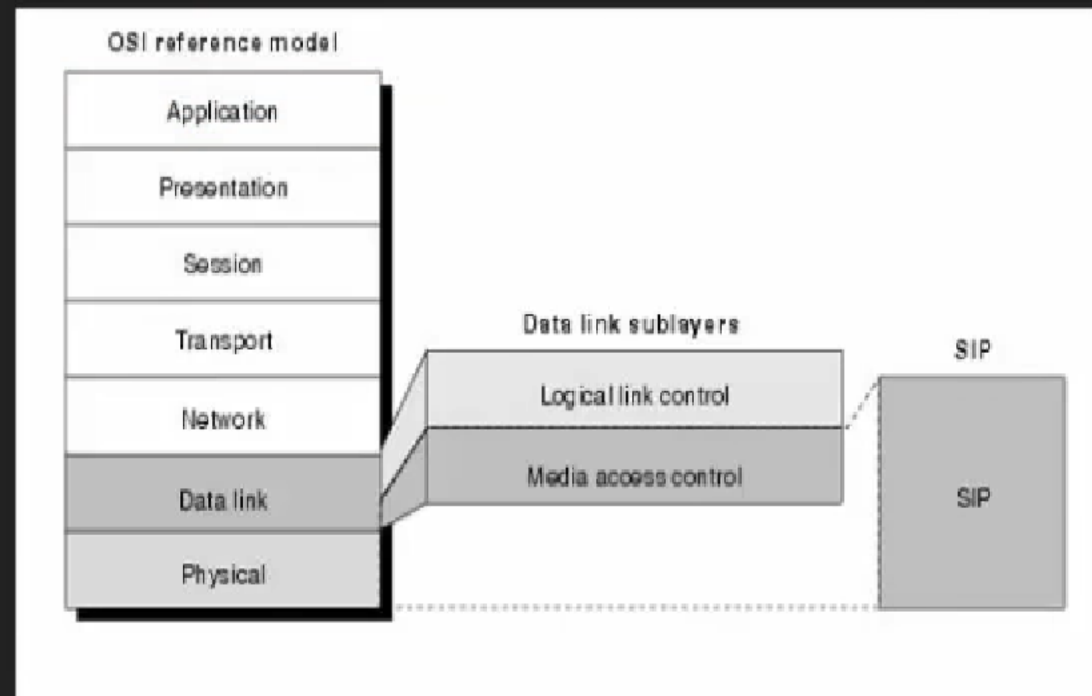 OSI reference model
Application
Presentation
Session
Transport
Network
Data link
Physical
Data link sublayers
Logical link control
Media access control
SIP
SIP